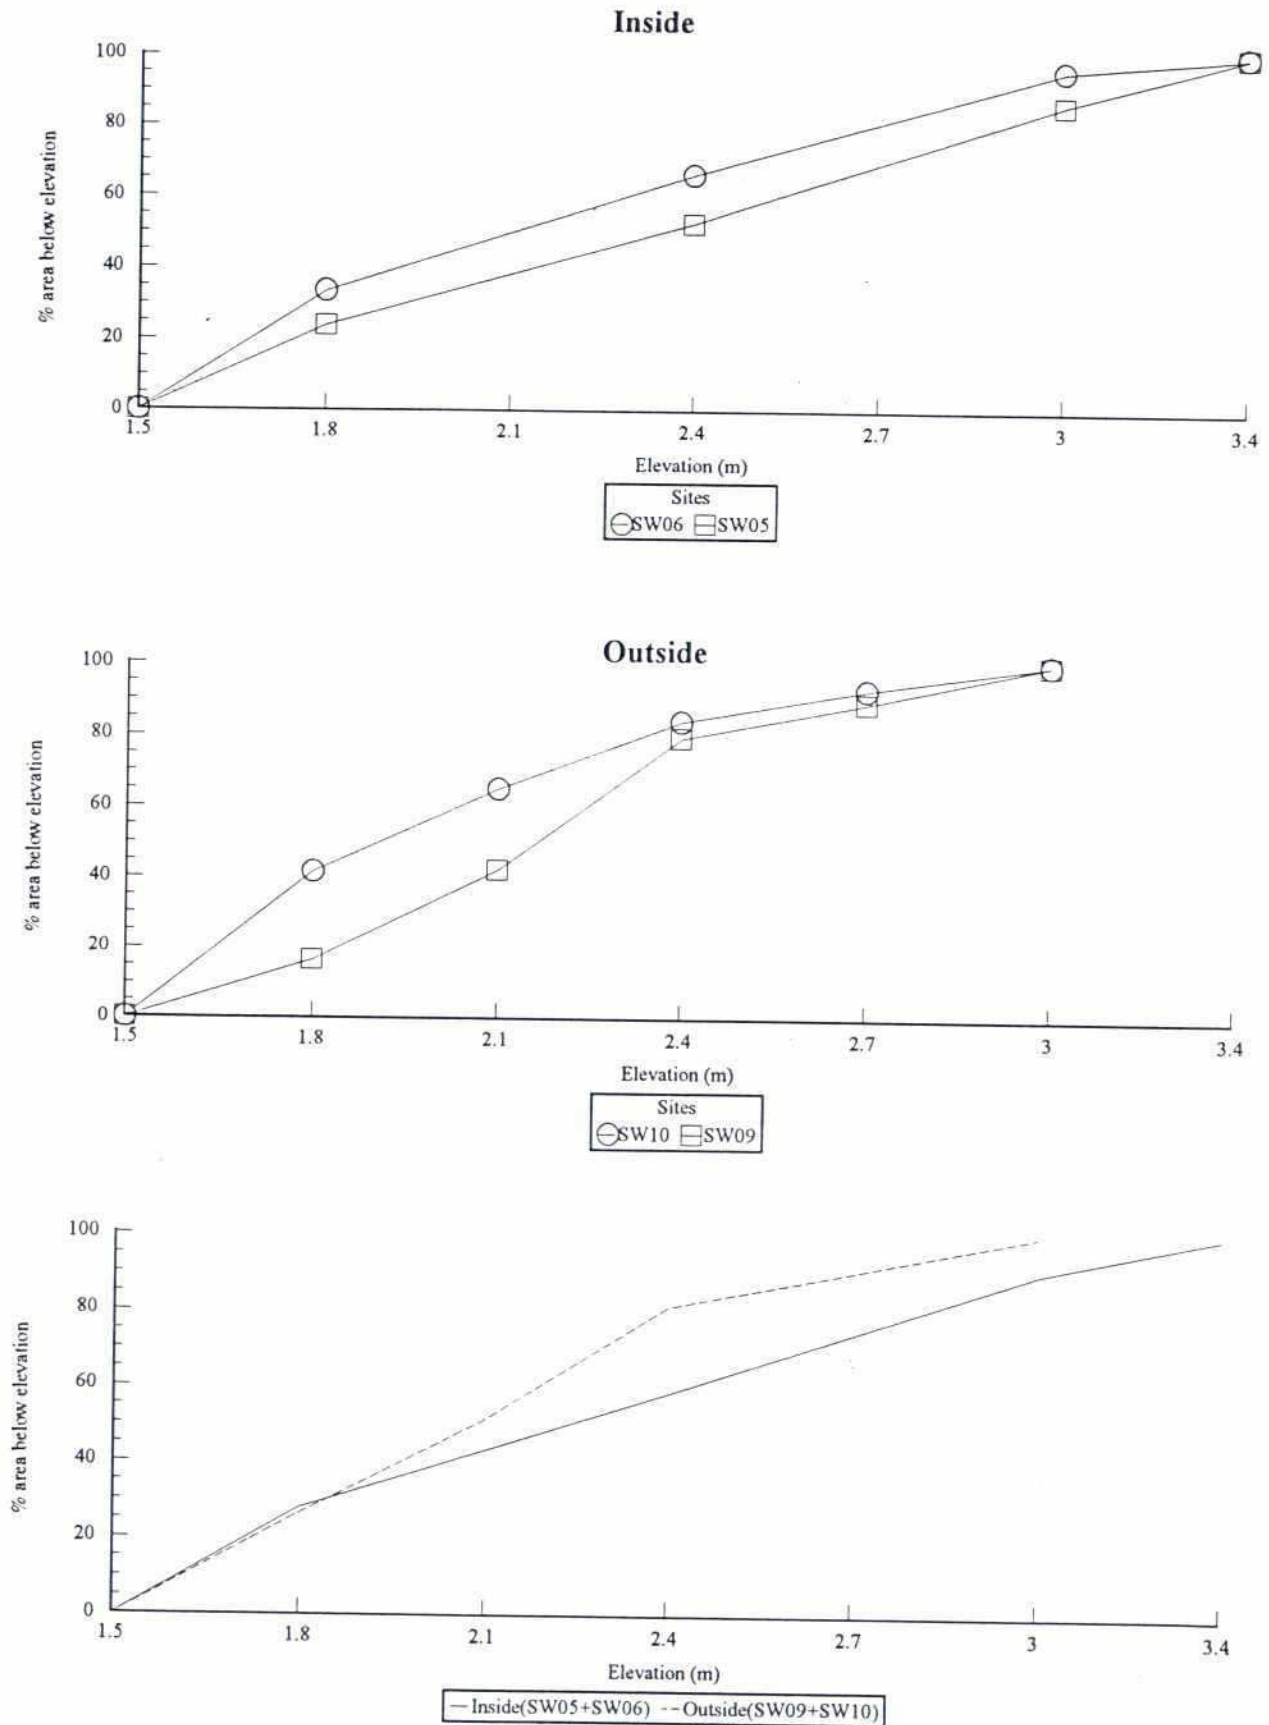 Inside
100
80
60
40
20
0
% area below elevation
1.5 1.8 2.1 2.4 2.7 3 3.4
Elevation (m)
Sites
SW06 SW05
Outside
100
80
60
40
20
0
% area below elevation
1.5 1.8 2.1 2.4 2.7 3 3.4
Elevation (m)
Sites
SW10 SW09
100
80
60
40
20
0
% area below elevation
1.5 1.8 2.1 2.4 2.7 3 3.4
Elevation (m)
Inside(SW05+SW06) Outside(SW09+SW10)